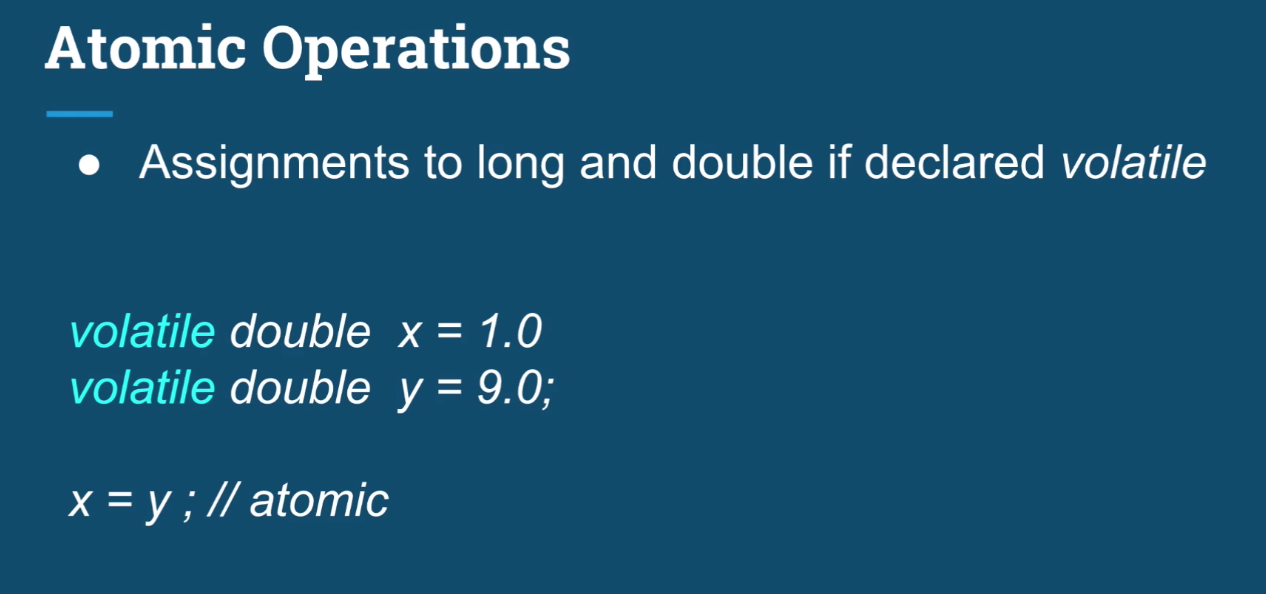 Atomic Operations
● Assignments to long and double if declared volatile
volatile double x = 1.0
volatile double y = 9.0;
x = y ; // atomic